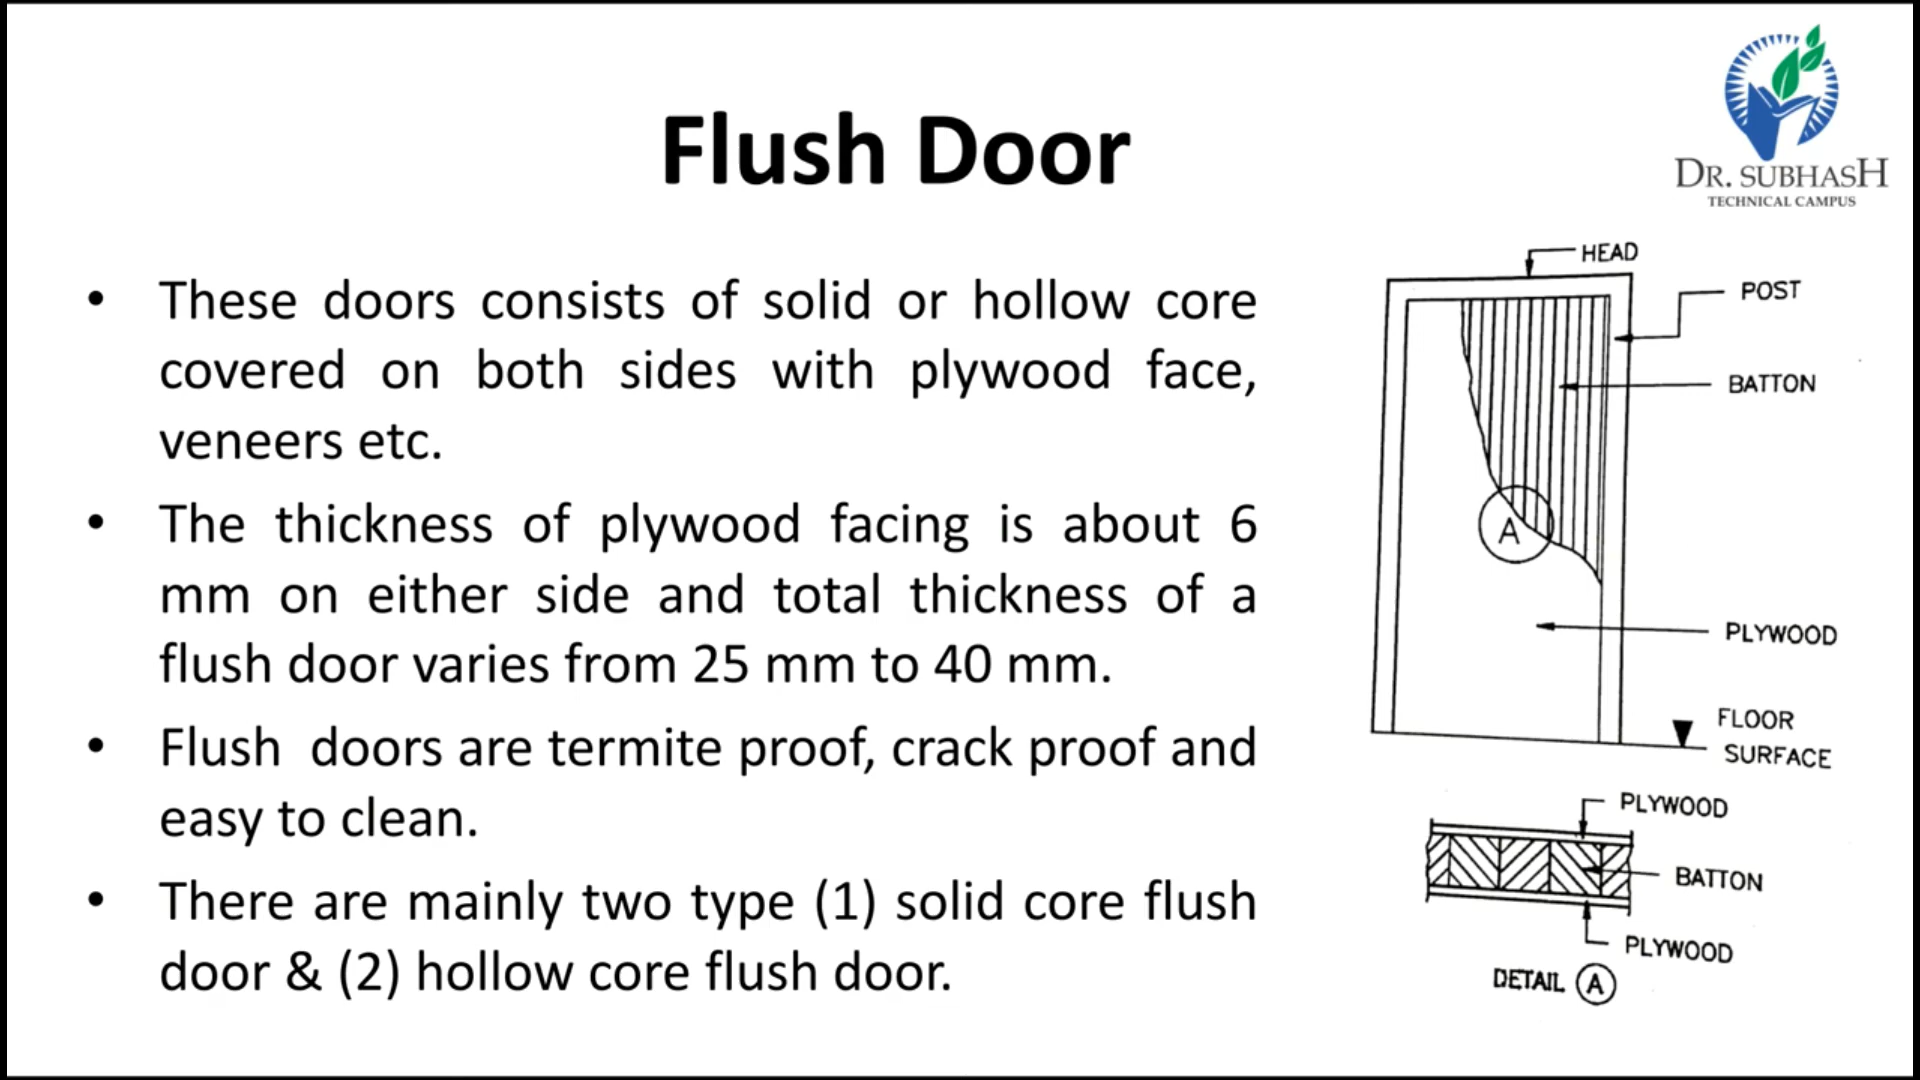 DR. SUBHASH
TECHNICAL CAMPUS
Flush Door
• These doors consists of solid or hollow core
covered on both sides with plywood face,
veneers etc.
• The thickness of plywood facing is about 6
mm on either side and total thickness of a
flush door varies from 25 mm to 40 mm.
• Flush doors are termite proof, crack proof and
easy to clean.
• There are mainly two type (1) solid core flush
door & (2) hollow core flush door.
HEAD
POST
BATTON
A
PLYWOOD
FLOOR
SURFACE
PLYWOOD
BATTON
PLYWOOD
DETAIL A